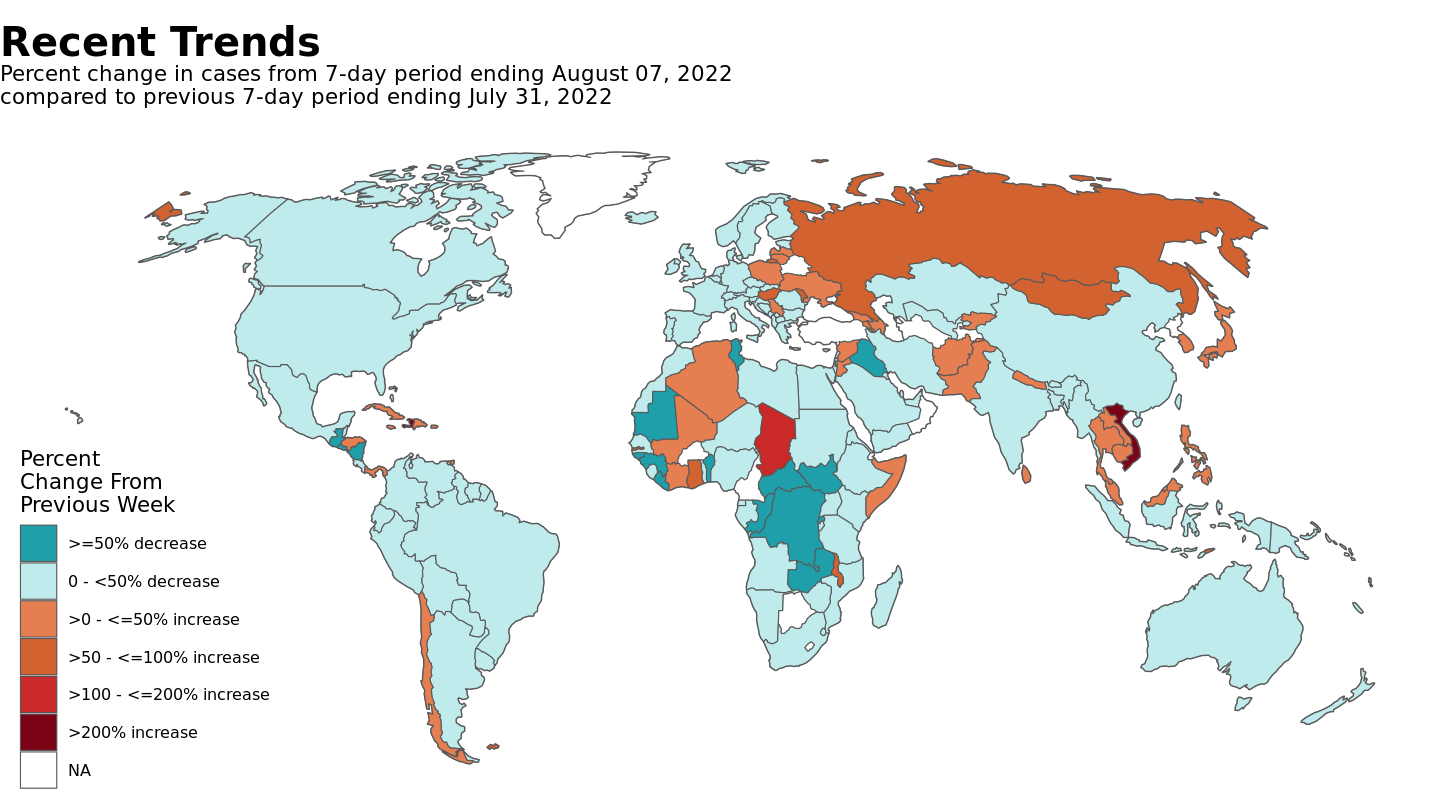 Recent Trends
Percent change in cases from 7-day period ending August 07, 2022
compared to previous 7-day period ending July 31, 2022
Percent
Change From
Previous Week
>=50% decrease
0 - <50% decrease
>0 - <=50% increase
>50 - <=100% increase
>100 - <=200% increase
>200% increase
NA